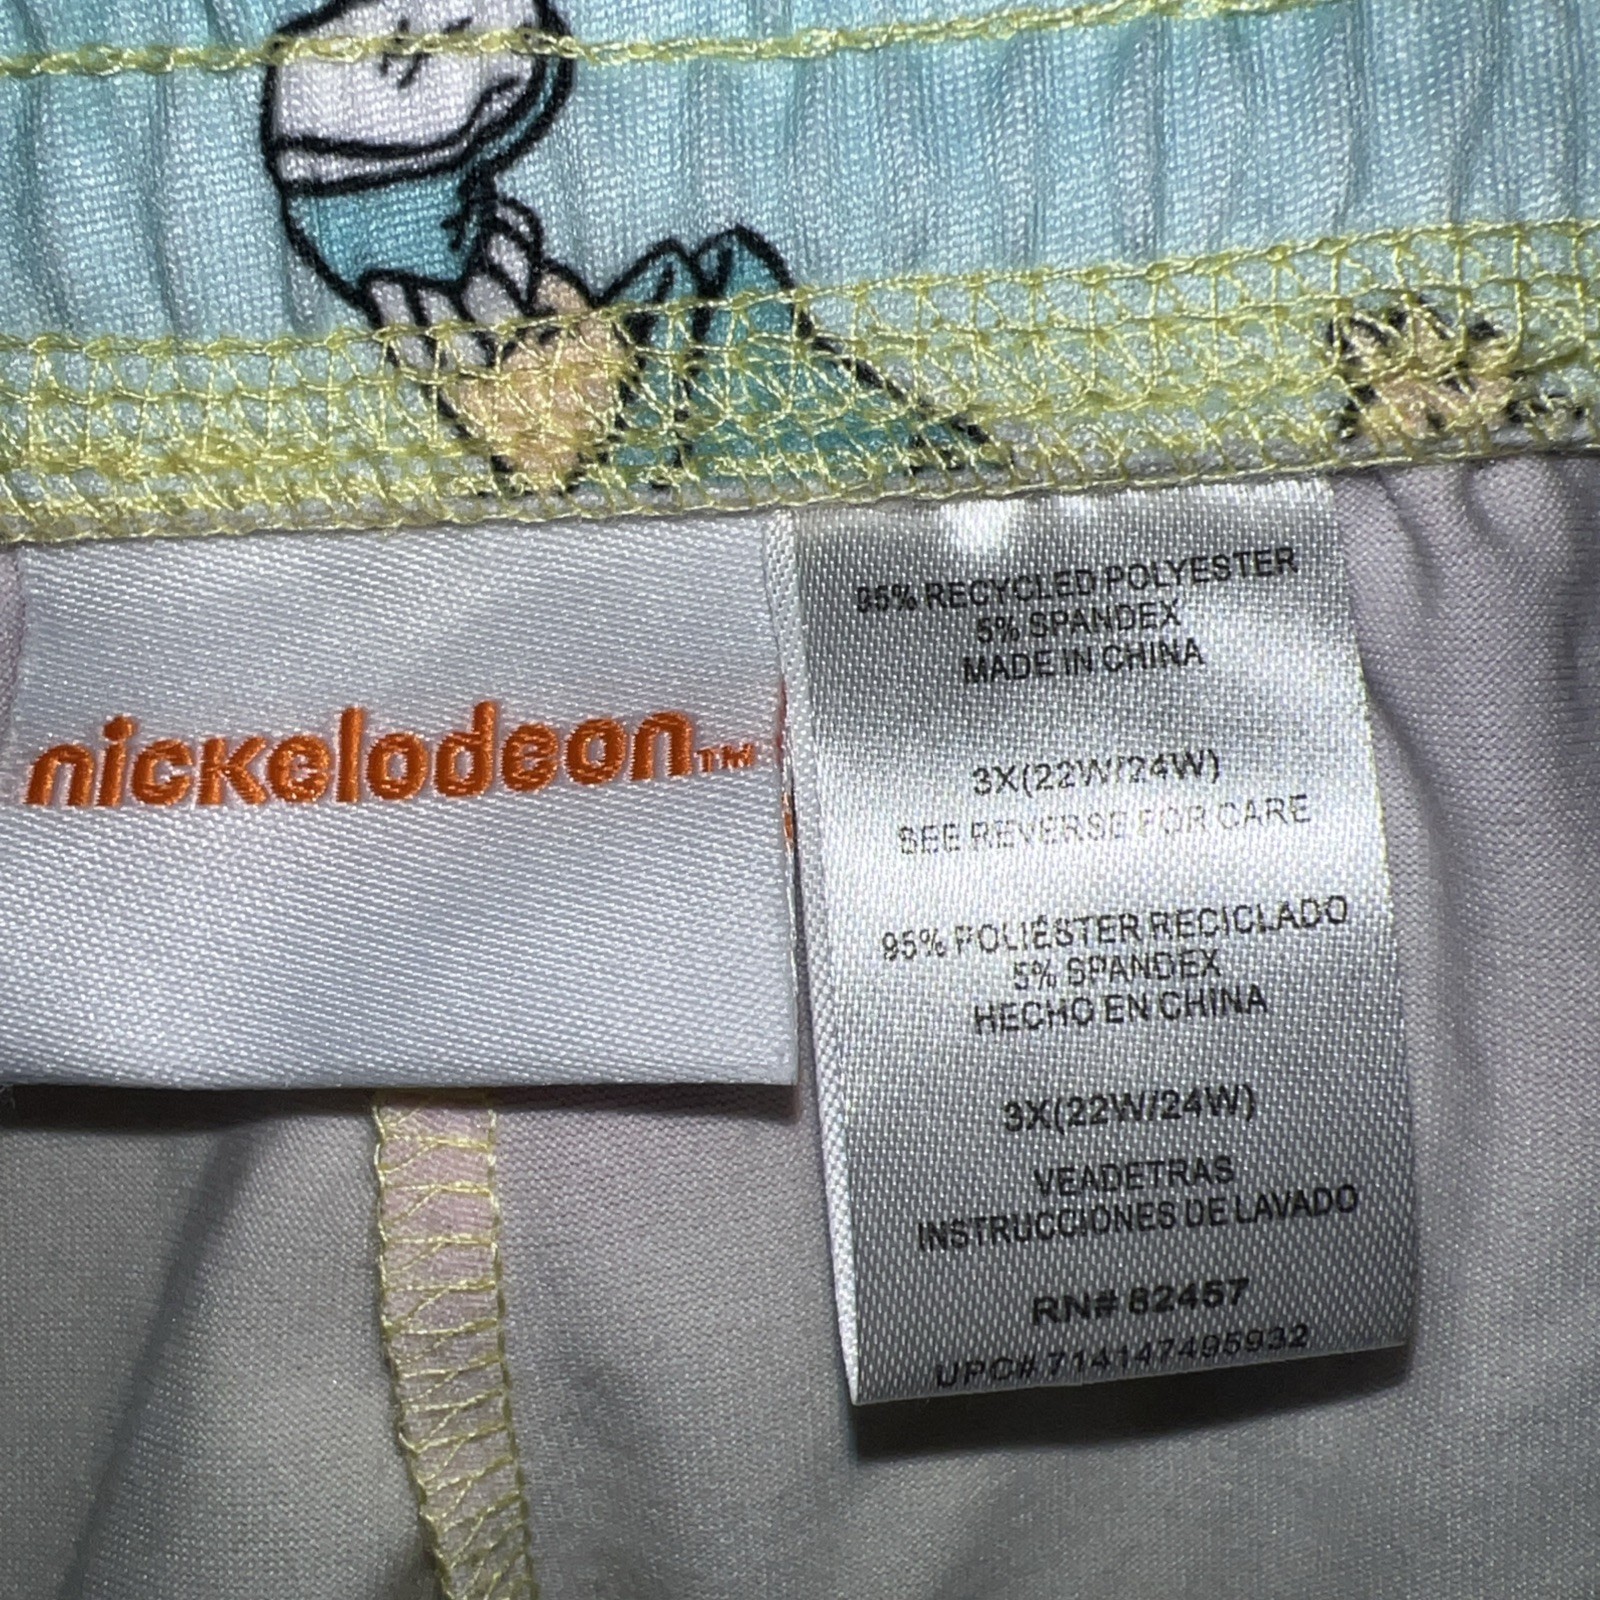 nickelodeon™
95% RECYCLED POLYESTER
5% SPANDEX
MADE IN CHINA
3X(22W/24W)
SEE REVERSE FOR CARE
95% POLIÉSTER RECICLADO
5% SPANDEX
HECHO EN CHINA
3X(22W/24W)
VEADETRAS
INSTRUCCIONES DE LAVADO
RN# 82457
UPC# 714147495932